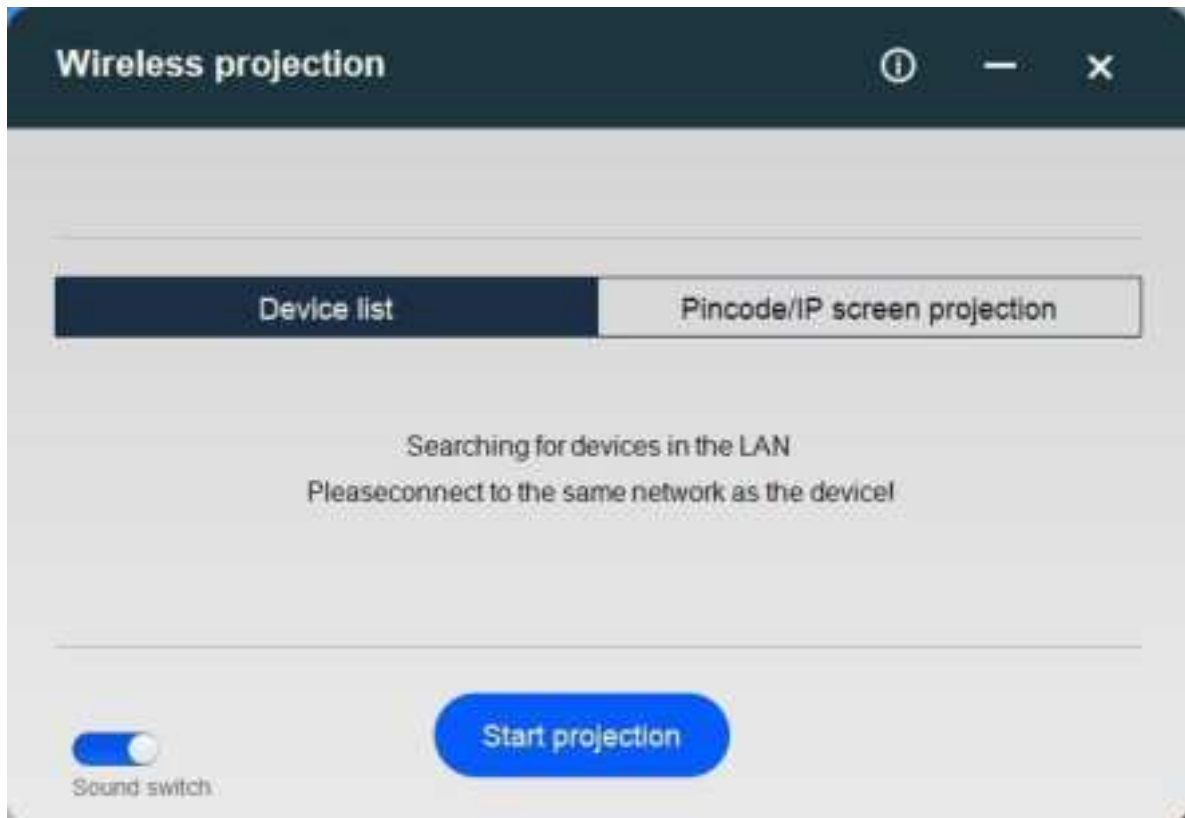 Wireless projection
Device list
Pincode/IP screen projection
Searching for devices in the LAN
Pleaseconnect to the same network as the device!
Start projection
Sound switch